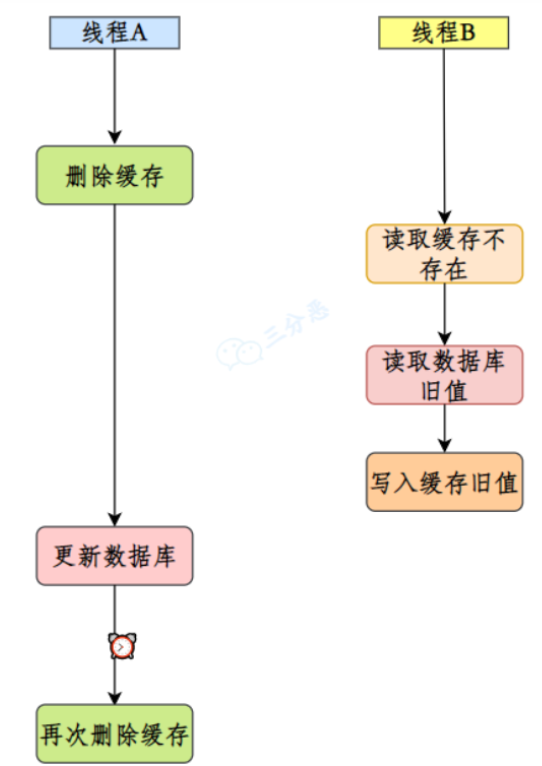 线程A
线程B
删除缓存
读取缓存不
存在
三分恶
读取数据库
旧值
写入缓存旧值
更新数据库
再次删除缓存